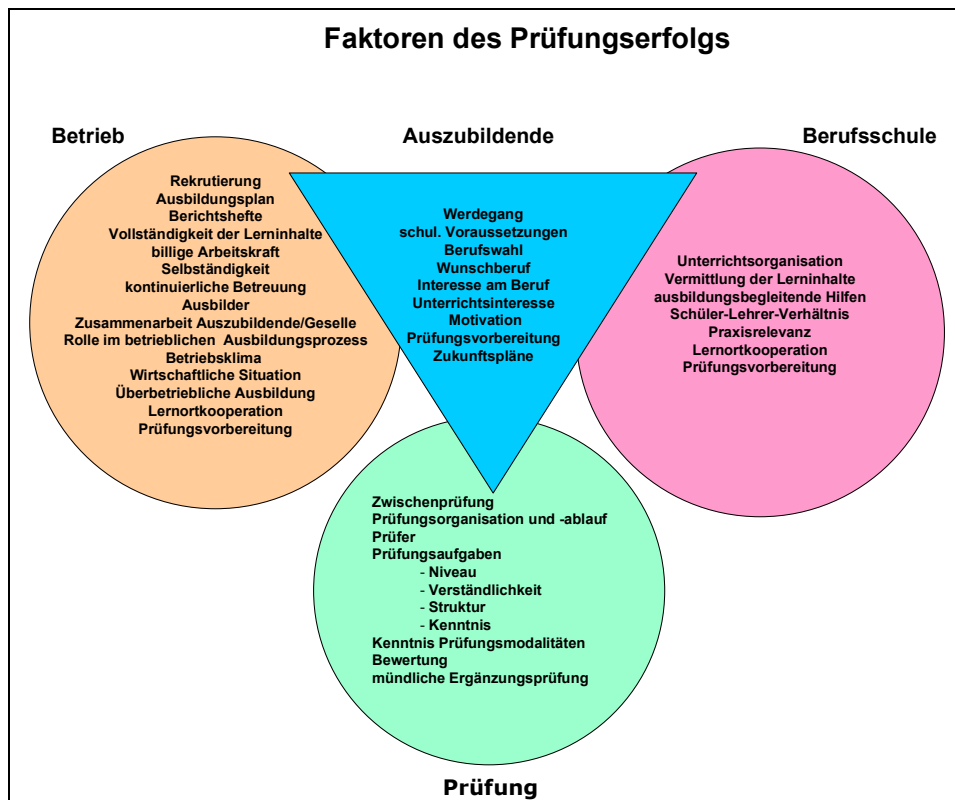 Faktoren des Prüfungserfolgs
Betrieb
Rekrutierung
Ausbildungsplan
Berichtshefte
Vollständigkeit der Lerninhalte
billige Arbeitskraft
Selbständigkeit
kontinuierliche Betreuung
Ausbilder
Zusammenarbeit Auszubildende/Geselle
Rolle im betrieblichen Ausbildungsprozess
Betriebsklima
Wirtschaftliche Situation
Überbetriebliche Ausbildung
Lernortkooperation
Prüfungsvorbereitung
Auszubildende
Werdegang
schul. Voraussetzungen
Berufswahl
Wunschberuf
Interesse am Beruf
Unterrichtsinteresse
Motivation
Prüfungsvorbereitung
Zukunftspläne
Berufsschule
Unterrichtsorganisation
Vermittlung der Lerninhalte
ausbildungsbegleitende Hilfen
Schüler-Lehrer-Verhältnis
Praxisrelevanz
Lernortkooperation
Prüfungsvorbereitung
Zwischenprüfung
Prüfungsorganisation und -ablauf
Prüfer
Prüfungsaufgaben
- Niveau
- Verständlichkeit
- Struktur
- Kenntnis
Kenntnis Prüfungsmodalitäten
Bewertung
mündliche Ergänzungsprüfung
Prüfung